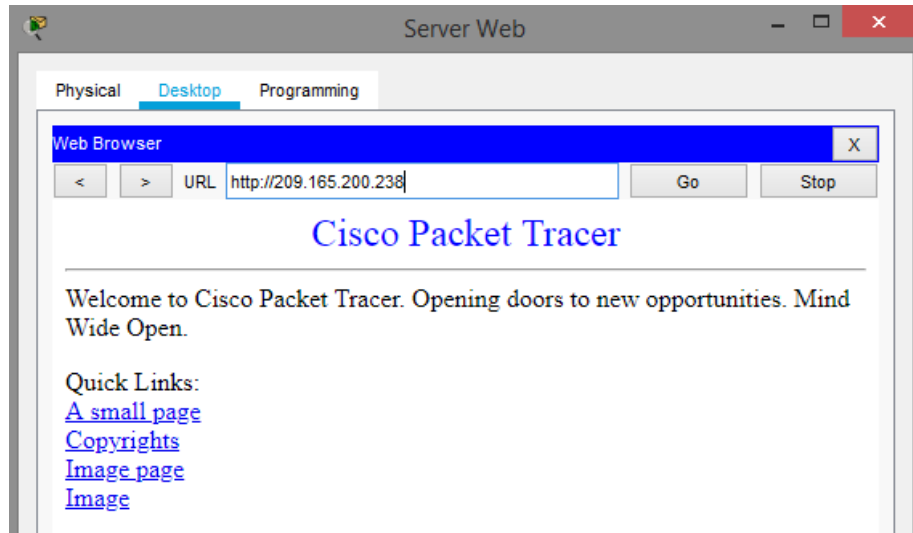 Server Web
Physical Desktop Programming
Web Browser X
< > URL http://209.165.200.238 Go Stop
Cisco Packet Tracer
Welcome to Cisco Packet Tracer. Opening doors to new opportunities. Mind
Wide Open.
Quick Links:
A small page
Copyrights
Image page
Image